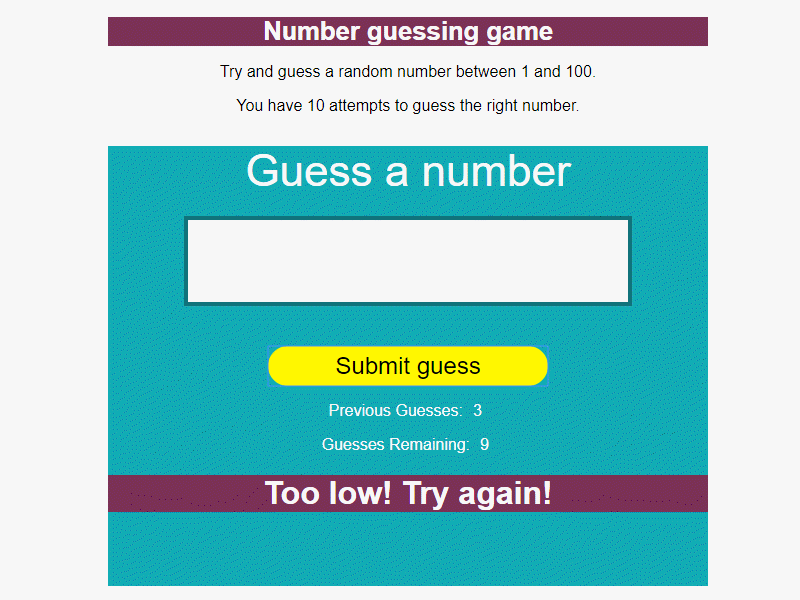 Number guessing game
Try and guess a random number between 1 and 100.
You have 10 attempts to guess the right number.
Guess a number
Submit guess
Previous Guesses: 3
Guesses Remaining: 9
Too low! Try again!